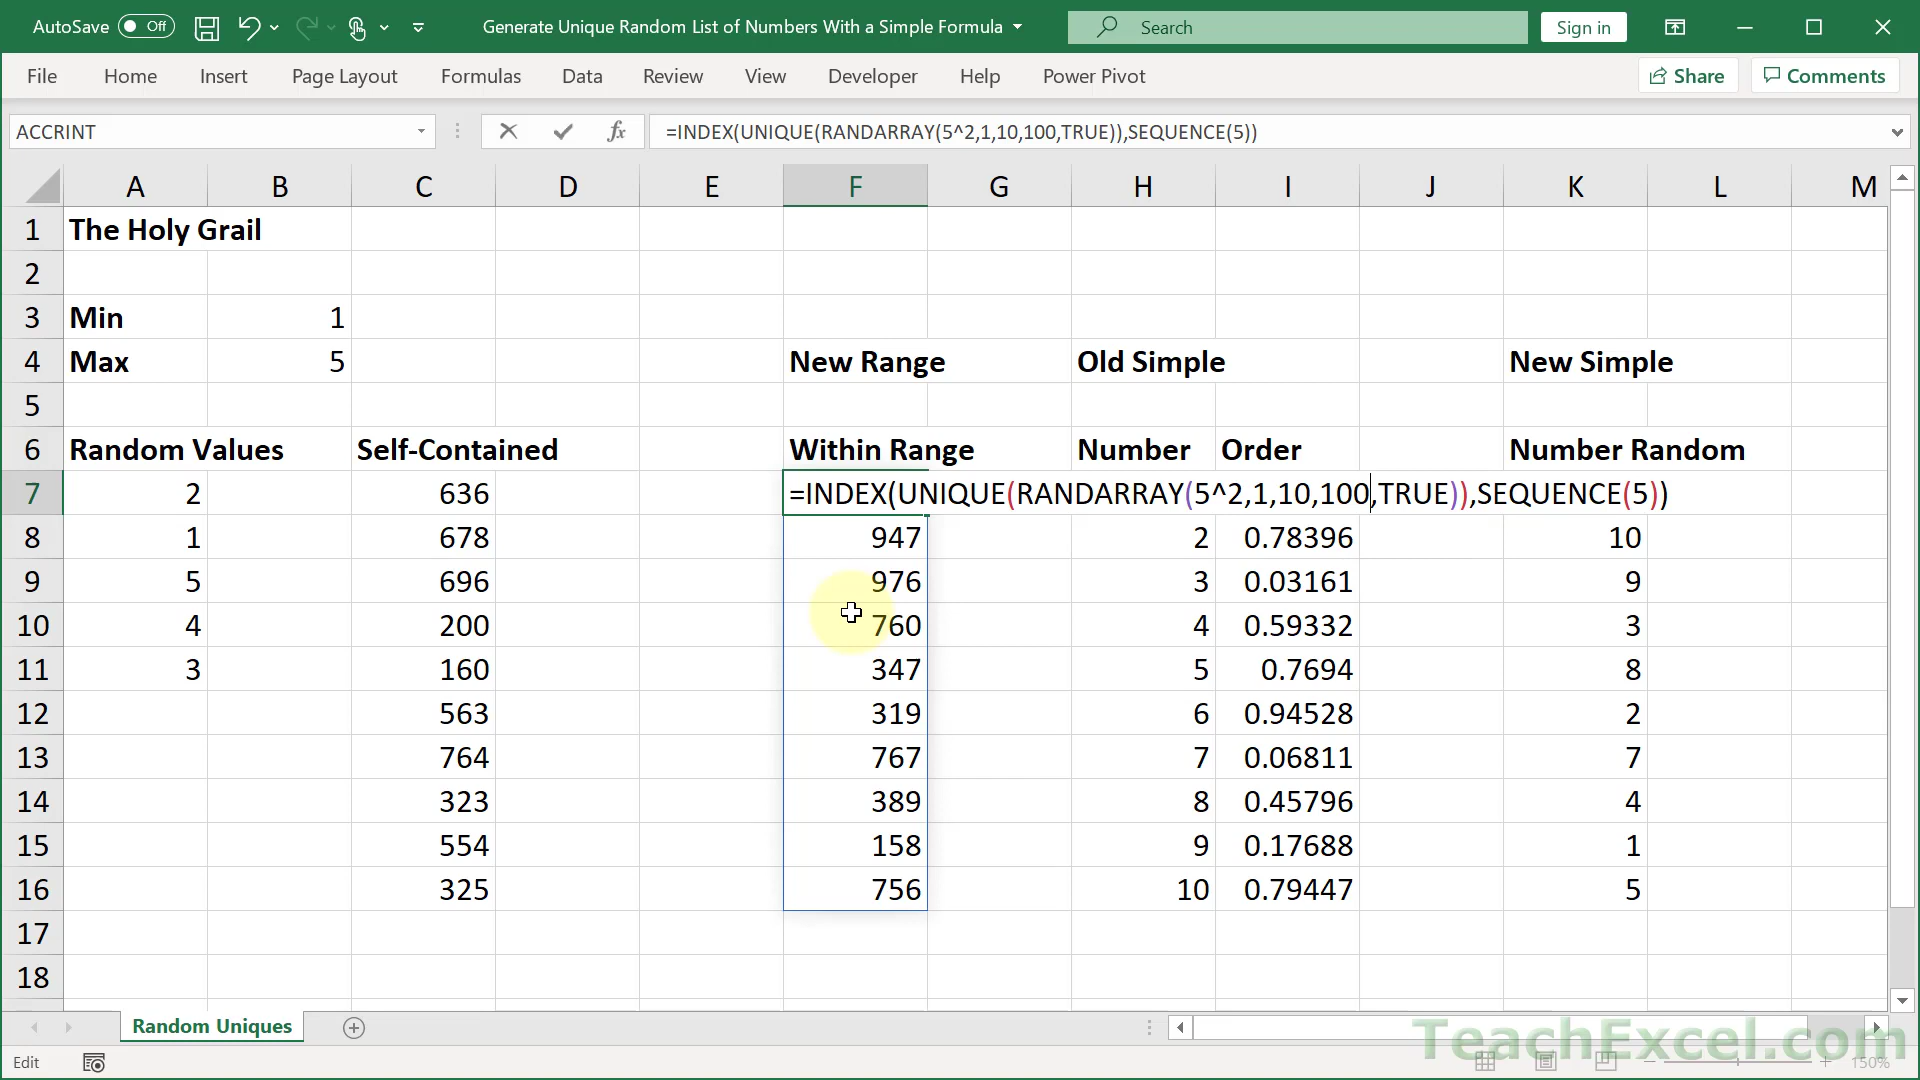 AutoSave Off Generate Unique Random List of Numbers With a Simple Formula Search Sign in
File Home Insert Page Layout Formulas Data Review View Developer Help Power Pivot Share Comments
ACCRINT fx =INDEX(UNIQUE(RANDARRAY(5^2,1,10,100,TRUE)),SEQUENCE(5))
A B C D E F G H I J K L M
1 The Holy Grail
2
3 Min 1
4 Max 5 New Range Old Simple New Simple
5
6 Random Values Self-Contained Within Range Number Order Number Random
7 2 636 =INDEX(UNIQUE(RANDARRAY(5^2,1,10,100,TRUE)),SEQUENCE(5))
8 1 678 947 2 0.78396 10
9 5 696 976 3 0.03161 9
10 4 200 760 4 0.59332 3
11 3 160 347 5 0.7694 8
12 563 319 6 0.94528 2
13 764 767 7 0.06811 7
14 323 389 8 0.45796 4
15 554 158 9 0.17688 1
16 325 756 10 0.79447 5
17
18
Random Uniques
TeachExcel.com
Edit 150%